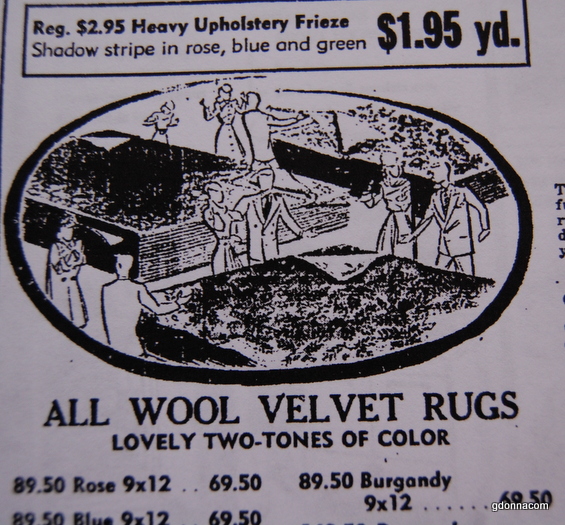 Reg. $2.95 Heavy Upholstery Frieze
Shadow stripe in rose, blue and green
$1.95 yd.
ALL WOOL VELVET RUGS
LOVELY TWO-TONES OF COLOR
89.50 Rose 9x12 .. 69.50
89.50 Blue 9x12 .. 69.50
89.50 Burgandy
9x12 ...... 69.50
gdonnacom